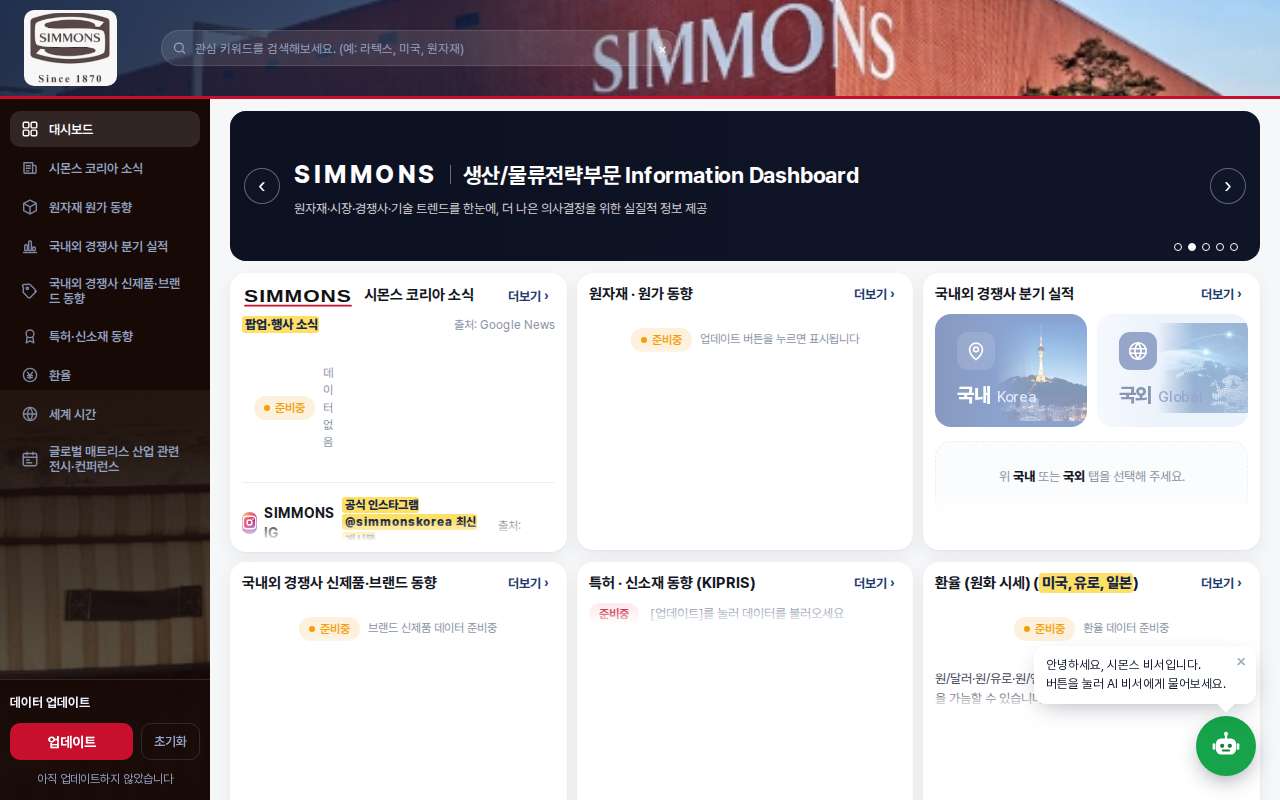 SIMMONS
Since 1870
관심 키워드를 검색해보세요. (예: 라텍스, 미국, 원자재)
SIMMONS
대시보드
시몬스 코리아 소식
원자재 원가 동향
국내외 경쟁사 분기 실적
국내외 경쟁사 신제품·브랜
드 동향
특허·신소재 동향
환율
세계 시간
글로벌 매트리스 산업 관련
전시·컨퍼런스
데이터 업데이트
업데이트
초기화
아직 업데이트하지 않았습니다
SIMMONS 생산/물류전략부문 Information Dashboard
원자재·시장·경쟁사·기술 트렌드를 한눈에, 더 나은 의사결정을 위한 실질적 정보 제공
SIMMONS 시몬스 코리아 소식 더보기 ›
팝업·행사 소식 출처: Google News
준비중
데
이
터
없
음
SIMMONS
IG
공식 인스타그램
@simmonskorea 최신
게시물
출처:
원자재 · 원가 동향 더보기 ›
준비중 업데이트 버튼을 누르면 표시됩니다
국내외 경쟁사 분기 실적 더보기 ›
국내 Korea
국외 Global
위 국내 또는 국외 탭을 선택해 주세요.
국내외 경쟁사 신제품·브랜드 동향 더보기 ›
준비중 브랜드 신제품 데이터 준비중
특허 · 신소재 동향 (KIPRIS) 더보기 ›
준비중 [업데이트]를 눌러 데이터를 불러오세요
환율 (원화 시세) (미국, 유로, 일본) 더보기 ›
준비중 환율 데이터 준비중
원/달러·원/유로·원/
을 가늠할 수 있습니
안녕하세요, 시몬스 비서입니다.
버튼을 눌러 AI 비서에게 물어보세요.